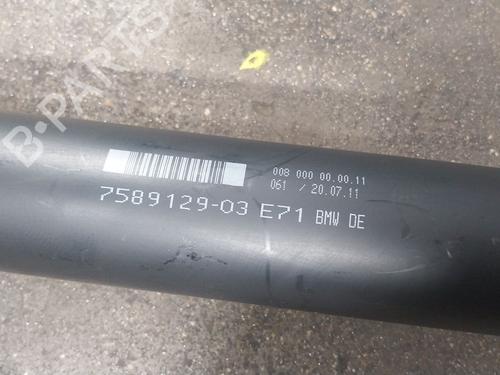 B-PARTS
008 000 00.00.11
061 / 20.07.11
7589129-03 E71 BMW DE